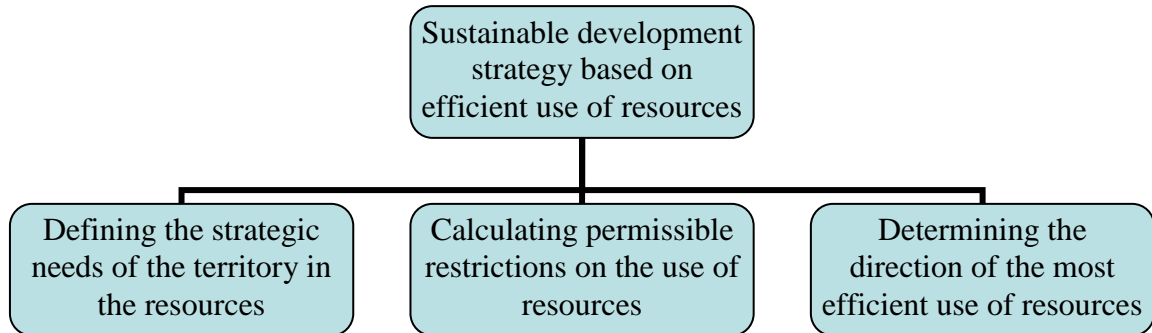 Sustainable development
strategy based on
efficient use of resources
Defining the strategic
needs of the territory in
the resources
Calculating permissible
restrictions on the use of
resources
Determining the
direction of the most
efficient use of resources